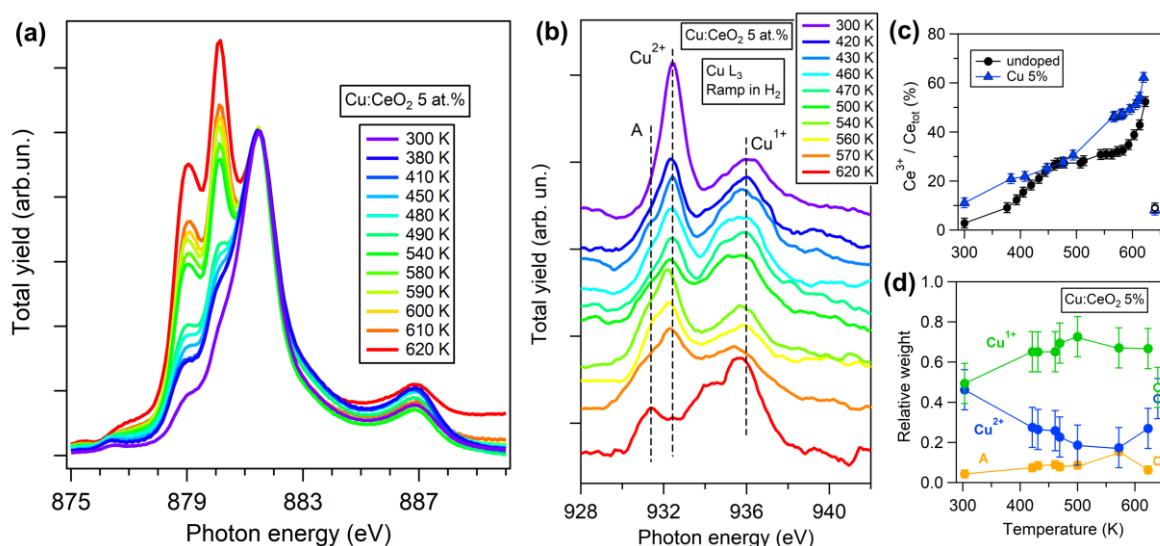 (a)
Total yield (arb.un.)
Cu:CeO₂ 5 at.%
300 K
380 K
410 K
450 K
480 K
490 K
540 K
580 K
590 K
600 K
610 K
620 K
875 879 883 887
Photon energy (eV)
(b)
Total yield (arb. un.)
Cu²⁺
Cu:CeO₂ 5 at.%
Cu L₃
Ramp in H₂
A
Cu¹⁺
300 K
420 K
430 K
460 K
470 K
500 K
540 K
560 K
570 K
620 K
928 932 936 940
Photon energy (eV)
(c)
undoped
Cu 5%
Ce³⁺ / Ce_tot (%)
80
60
40
20
0
300 400 500 600
(d)
Cu:CeO₂ 5%
Relative weight
1.0
0.8
0.6
0.4
0.2
0.0
Cu¹⁺
Cu²⁺
A
300 400 500 600
Temperature (K)